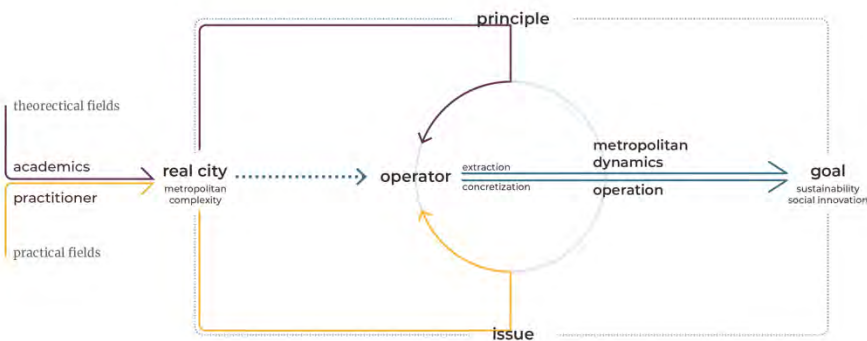 principle
theorectical fields
academics
practitioner
practical fields
real city
metropolitan
complexity
operator
extraction
concretization
metropolitan
dynamics
operation
goal
sustainability
social innovation
issue